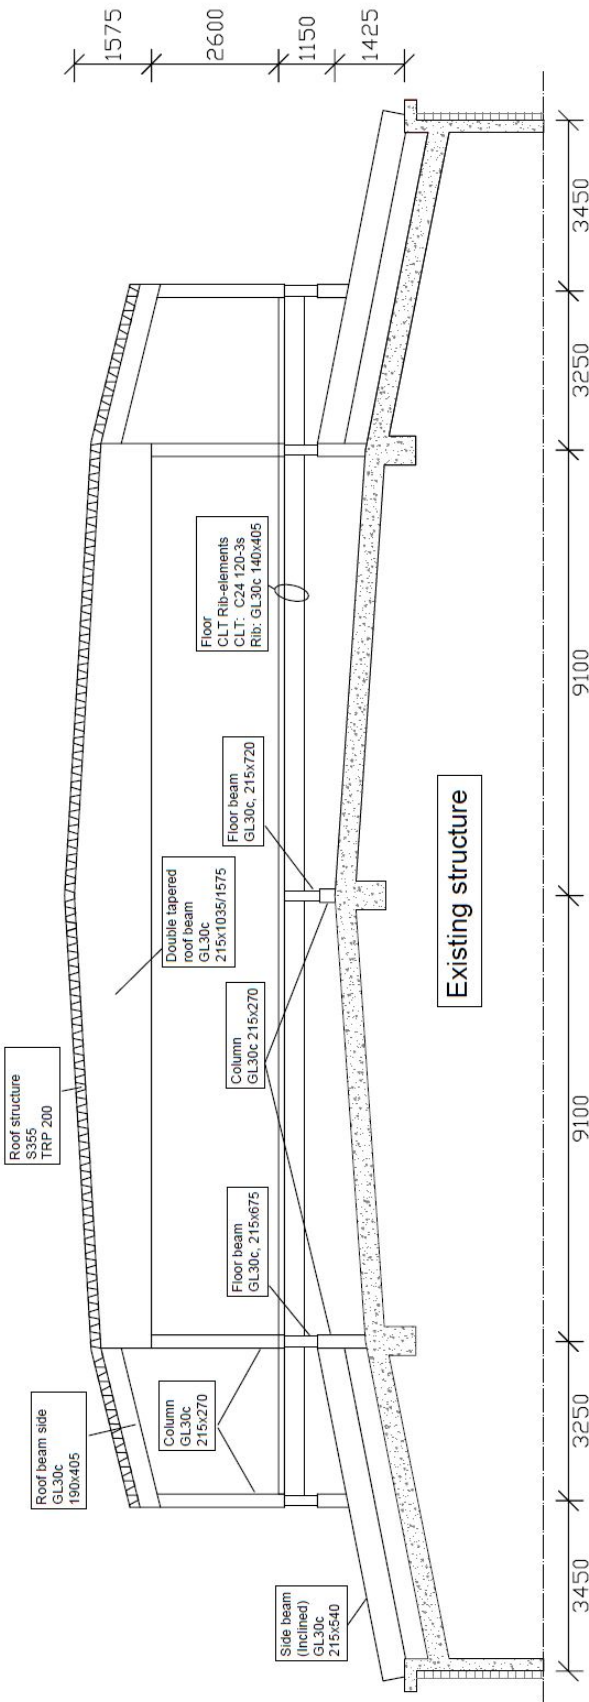 Roof structure
S355
TRP 200
Roof beam side
GL30c
190x405
Column
GL30c
215x270
Side beam
(Inclined)
GL30c
215x540
Floor beam
GL30c, 215x675
Column
GL30c 215x270
Double tapered
roof beam
GL30c
215x1035/1575
Floor beam
GL30c, 215x720
Floor
CLT Rib-elements
CLT:  C24 120-3s
Rib: GL30c 140x405
Existing structure
1575
2600
1150
1425
3450
3250
9100
9100
3250
3450